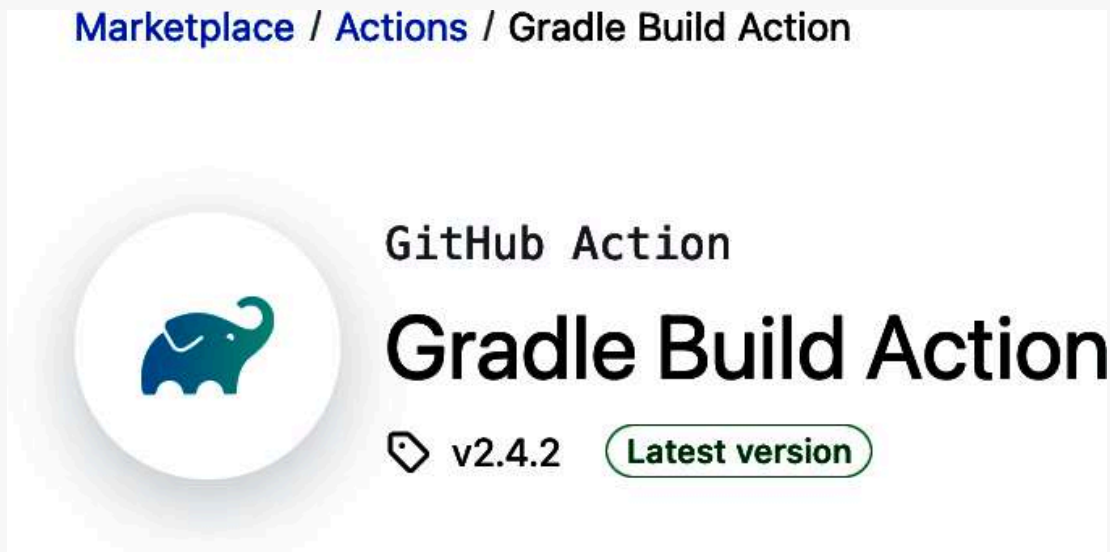 Marketplace / Actions / Gradle Build Action
GitHub Action
Gradle Build Action
v2.4.2 Latest version